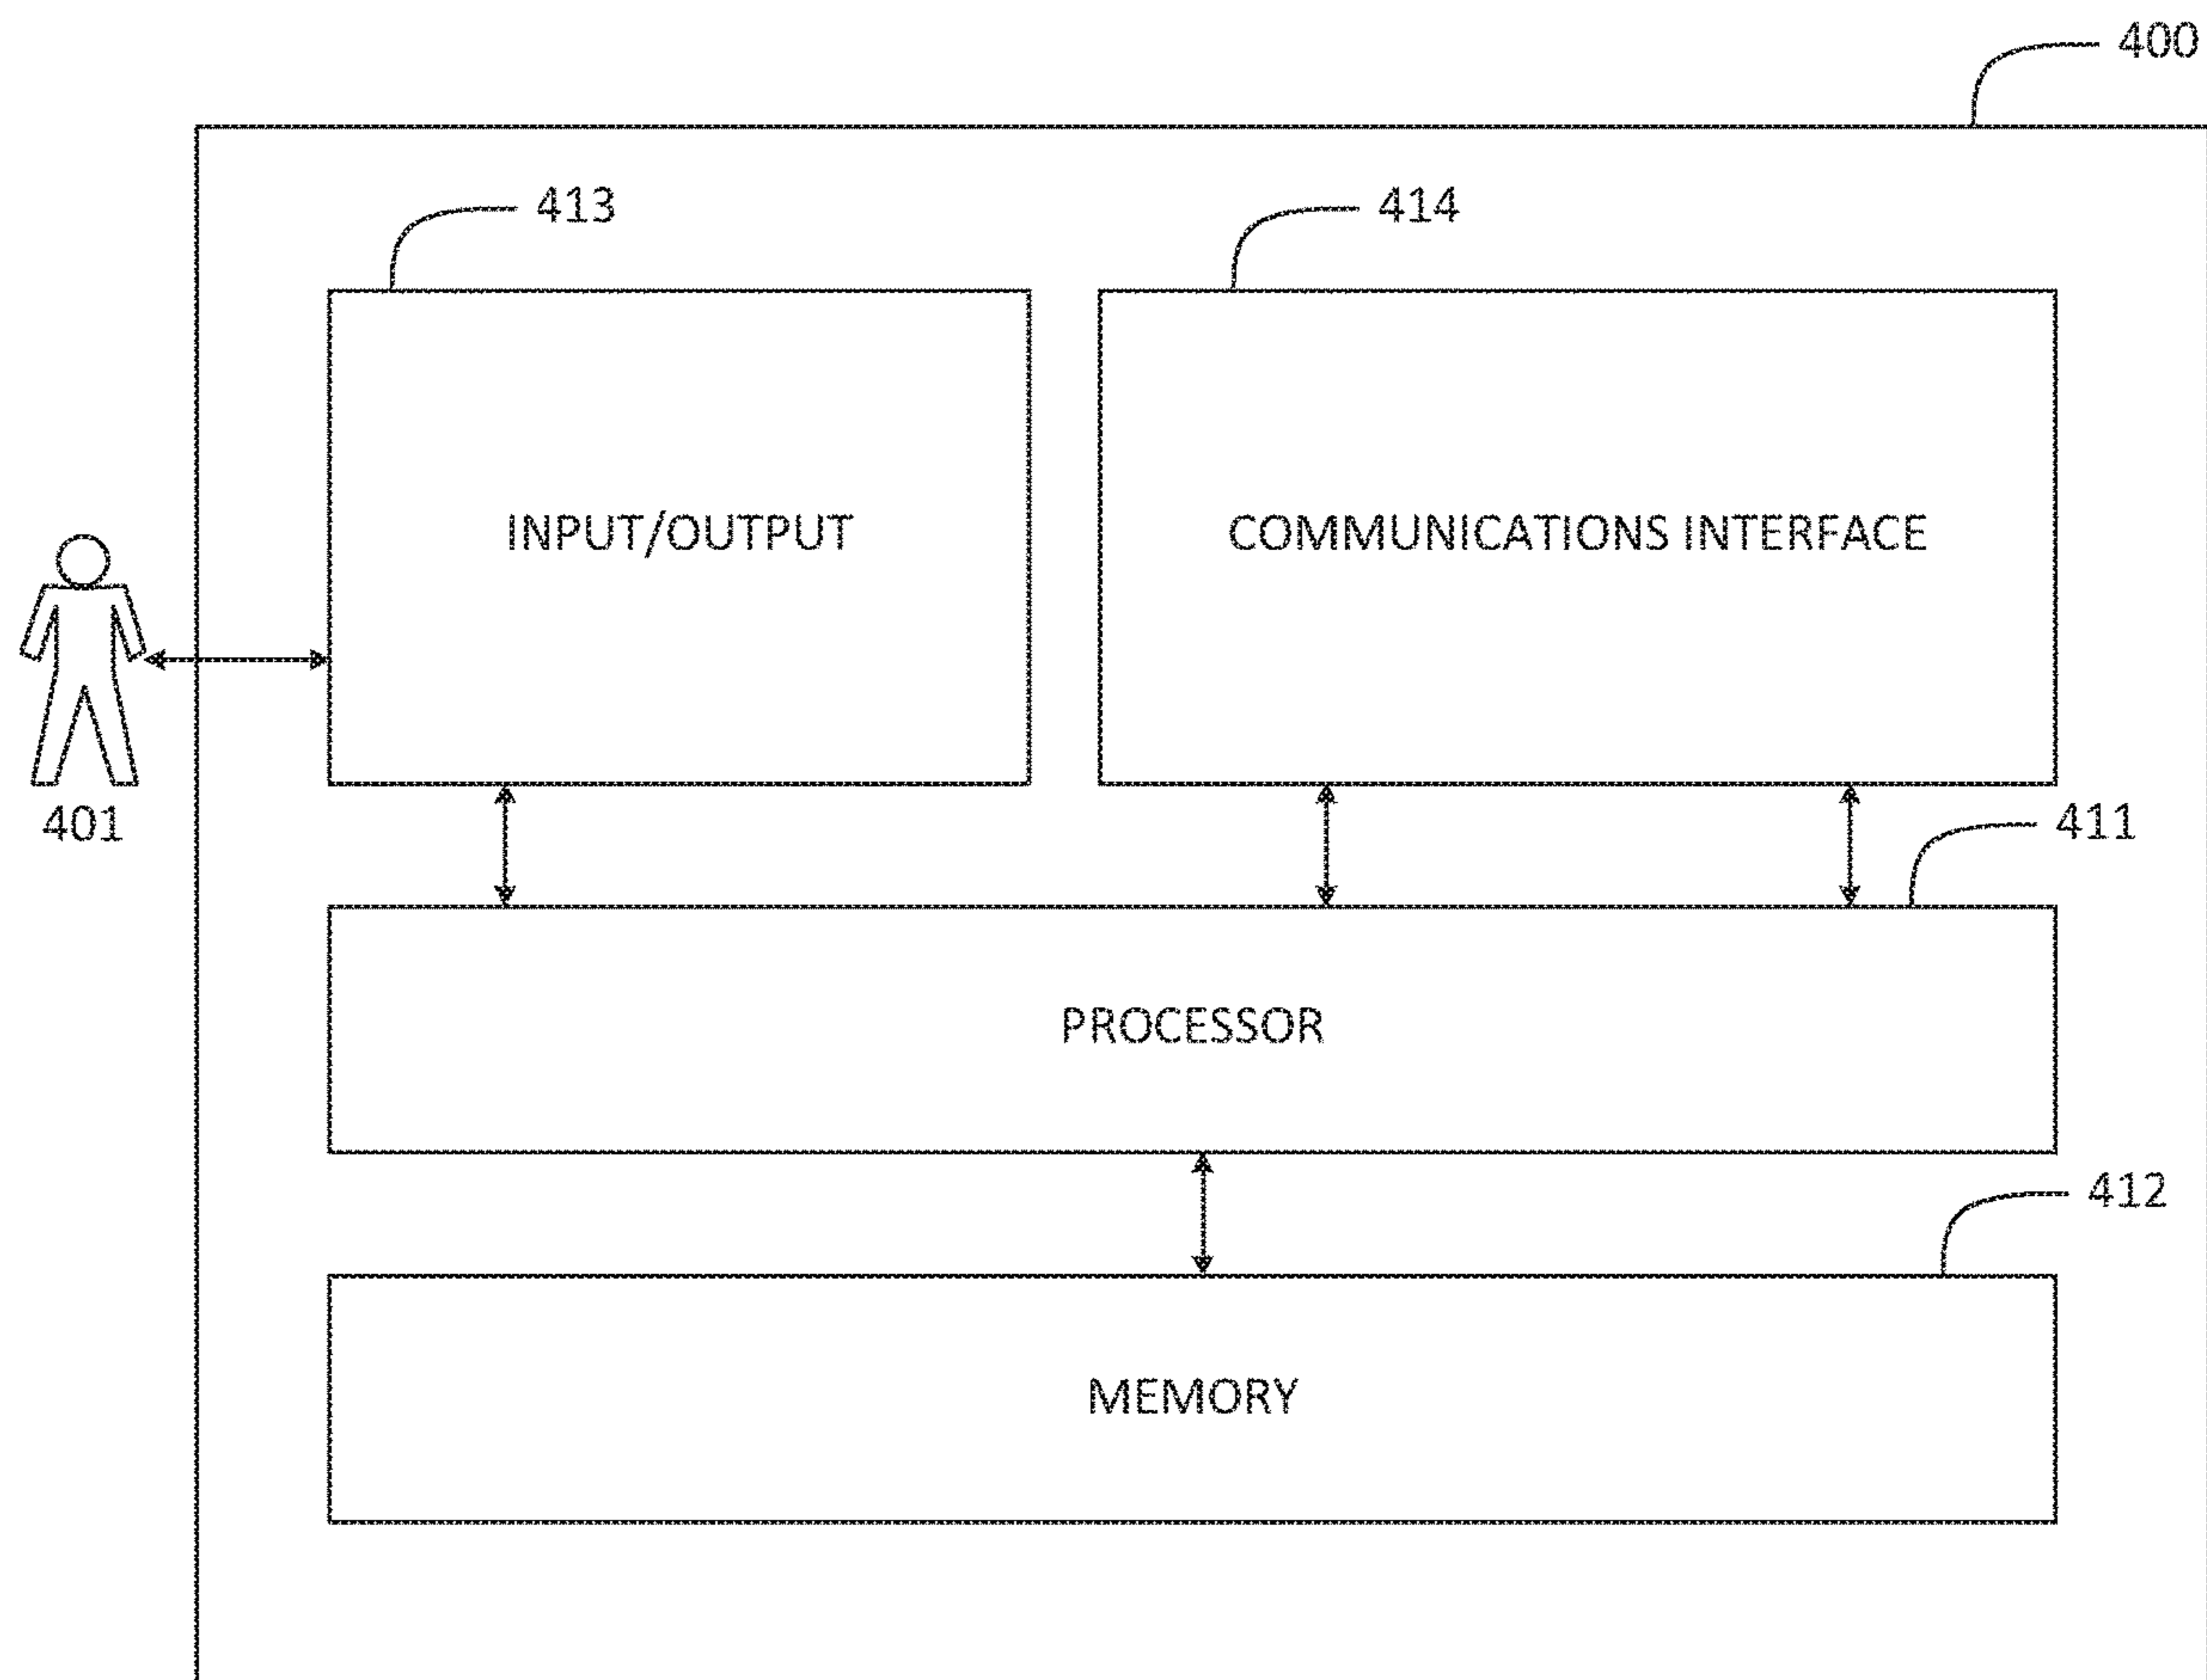 400
413
414
INPUT/OUTPUT
COMMUNICATIONS INTERFACE
401
411
PROCESSOR
412
MEMORY